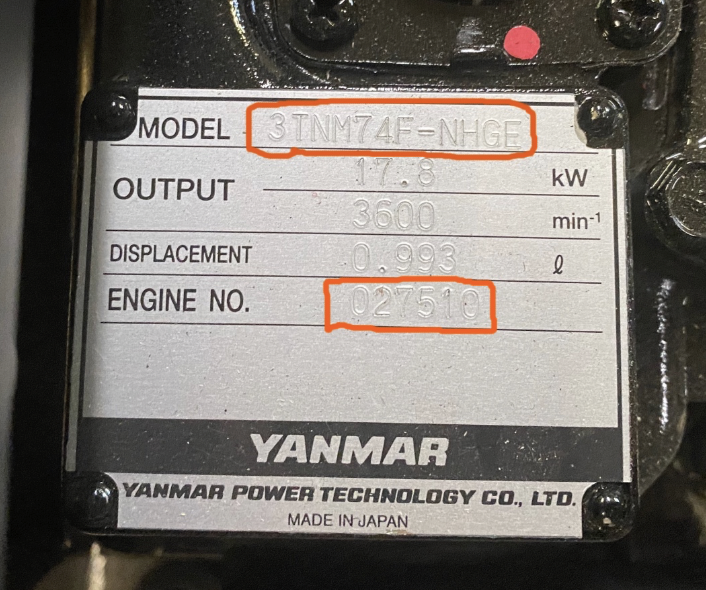 MODEL 3TNM74F-NHGE
OUTPUT 17.8 kW
3600 min-1
DISPLACEMENT 0.993 ℓ
ENGINE NO. 027510
YANMAR
YANMAR POWER TECHNOLOGY CO., LTD.
MADE IN JAPAN